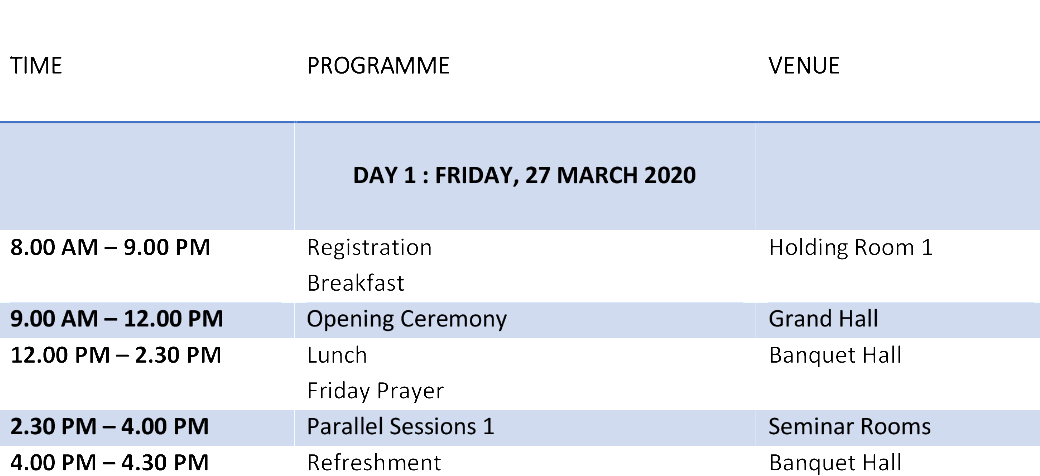 TIME PROGRAMME VENUE
DAY 1 : FRIDAY, 27 MARCH 2020
8.00 AM – 9.00 PM Registration Holding Room 1
Breakfast
9.00 AM – 12.00 PM Opening Ceremony Grand Hall
12.00 PM – 2.30 PM Lunch Banquet Hall
Friday Prayer
2.30 PM – 4.00 PM Parallel Sessions 1 Seminar Rooms
4.00 PM – 4.30 PM Refreshment Banquet Hall